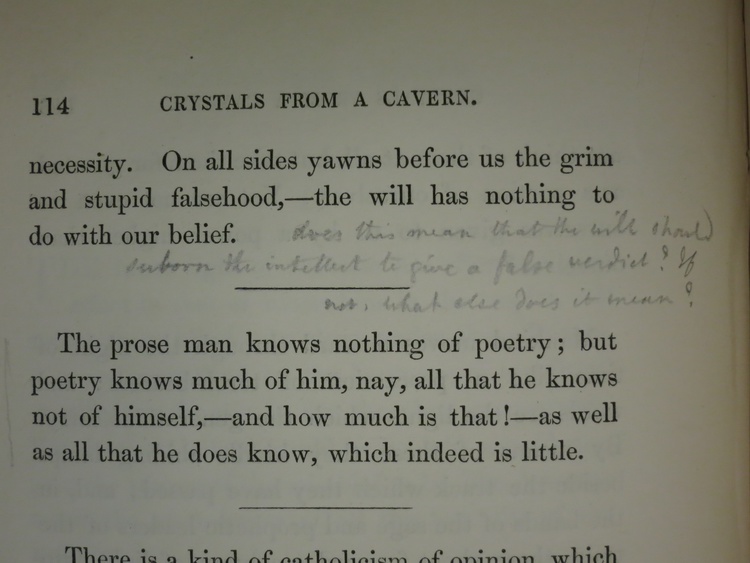 114 CRYSTALS FROM A CAVERN.
necessity. On all sides yawns before us the grim
and stupid falsehood,—the will has nothing to
do with our belief. does this mean that the will should
suborn the intellect to give a false verdict? If
not, what else does it mean?
The prose man knows nothing of poetry; but
poetry knows much of him, nay, all that he knows
not of himself,—and how much is that!—as well
as all that he does know, which indeed is little.
There is a kind of catholicism of opinion, which